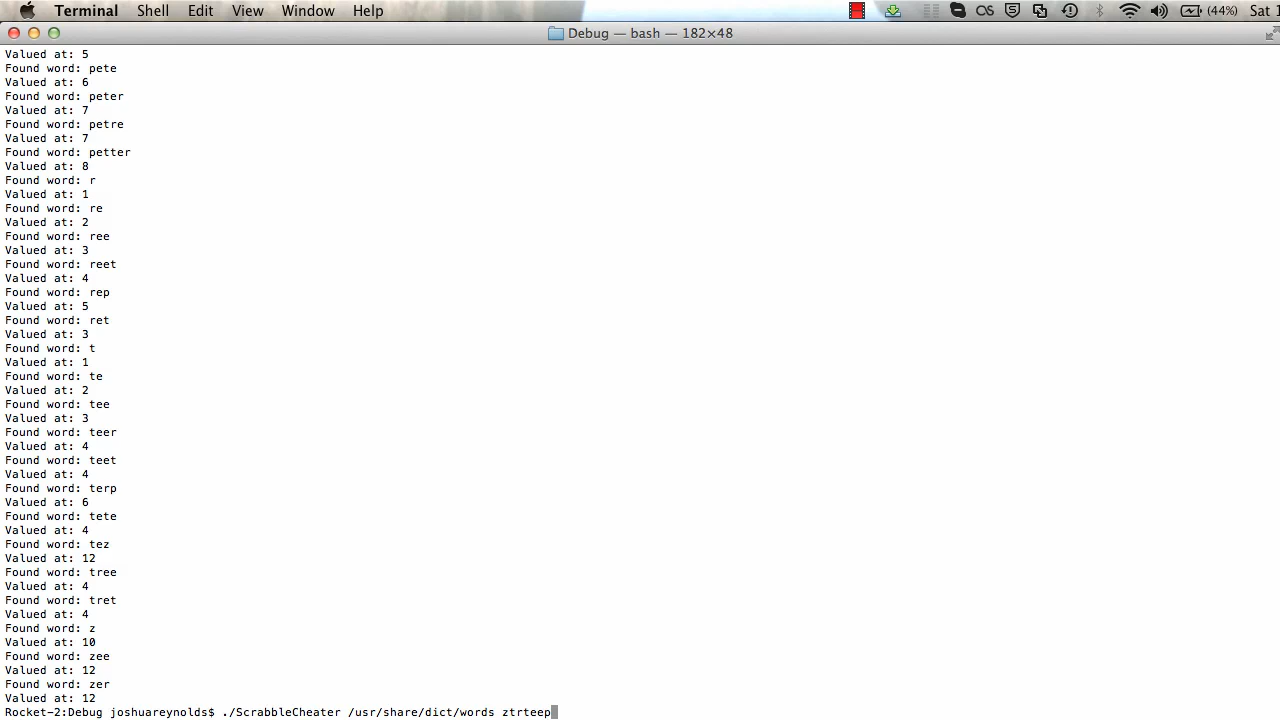 Terminal Shell Edit View Window Help (44%) Sat 1
Debug — bash — 182×48
Valued at: 5
Found word: pete
Valued at: 6
Found word: peter
Valued at: 7
Found word: petre
Valued at: 7
Found word: petter
Valued at: 8
Found word: r
Valued at: 1
Found word: re
Valued at: 2
Found word: ree
Valued at: 3
Found word: reet
Valued at: 4
Found word: rep
Valued at: 5
Found word: ret
Valued at: 3
Found word: t
Valued at: 1
Found word: te
Valued at: 2
Found word: tee
Valued at: 3
Found word: teer
Valued at: 4
Found word: teet
Valued at: 4
Found word: terp
Valued at: 6
Found word: tete
Valued at: 4
Found word: tez
Valued at: 12
Found word: tree
Valued at: 4
Found word: tret
Valued at: 4
Found word: z
Valued at: 10
Found word: zee
Valued at: 12
Found word: zer
Valued at: 12
Rocket-2:Debug joshuareynolds$ ./ScrabbleCheater /usr/share/dict/words ztrteep